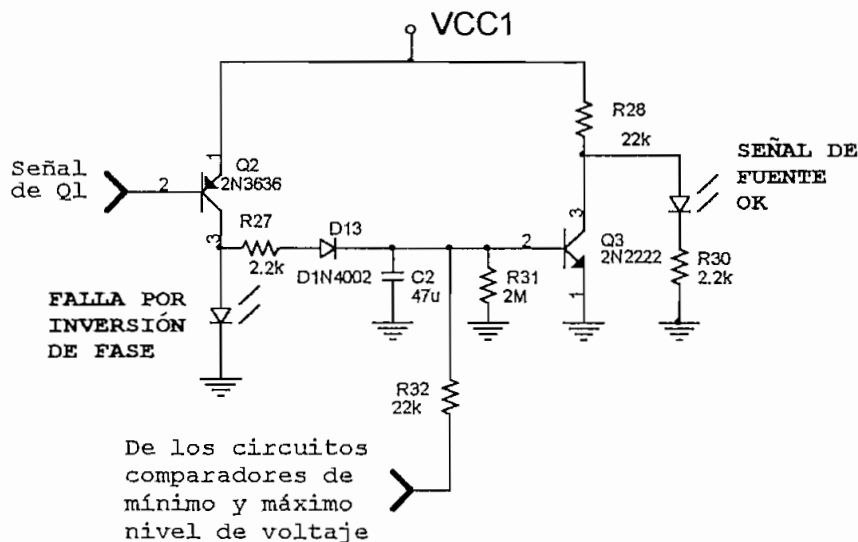 VCC1
R28
22k
SEÑAL DE
FUENTE
OK
Señal
de Q1
2
1
Q2
2N3636
3
R27
2.2k
D13
D1N4002
C2
47u
R31
2M
2
3
Q3
2N2222
1
R30
2.2k
FALLA POR
INVERSIÓN
DE FASE
R32
22k
De los circuitos
comparadores de
mínimo y máximo
nivel de voltaje